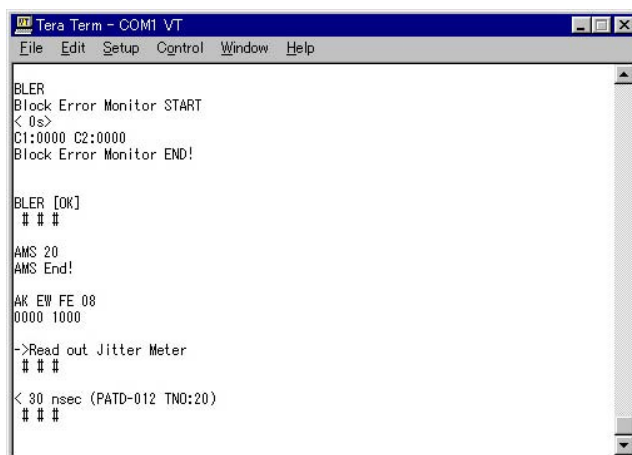 Tera Term - COM1 VT
File Edit Setup Control Window Help
BLER
Block Error Monitor START
< 0s>
C1:0000 C2:0000
Block Error Monitor END!
BLER [OK]
# # #
AMS 20
AMS End!
AK EW FE 08
0000 1000
->Read out Jitter Meter
# # #
< 30 nsec (PATD-012 TNO:20)
# # #